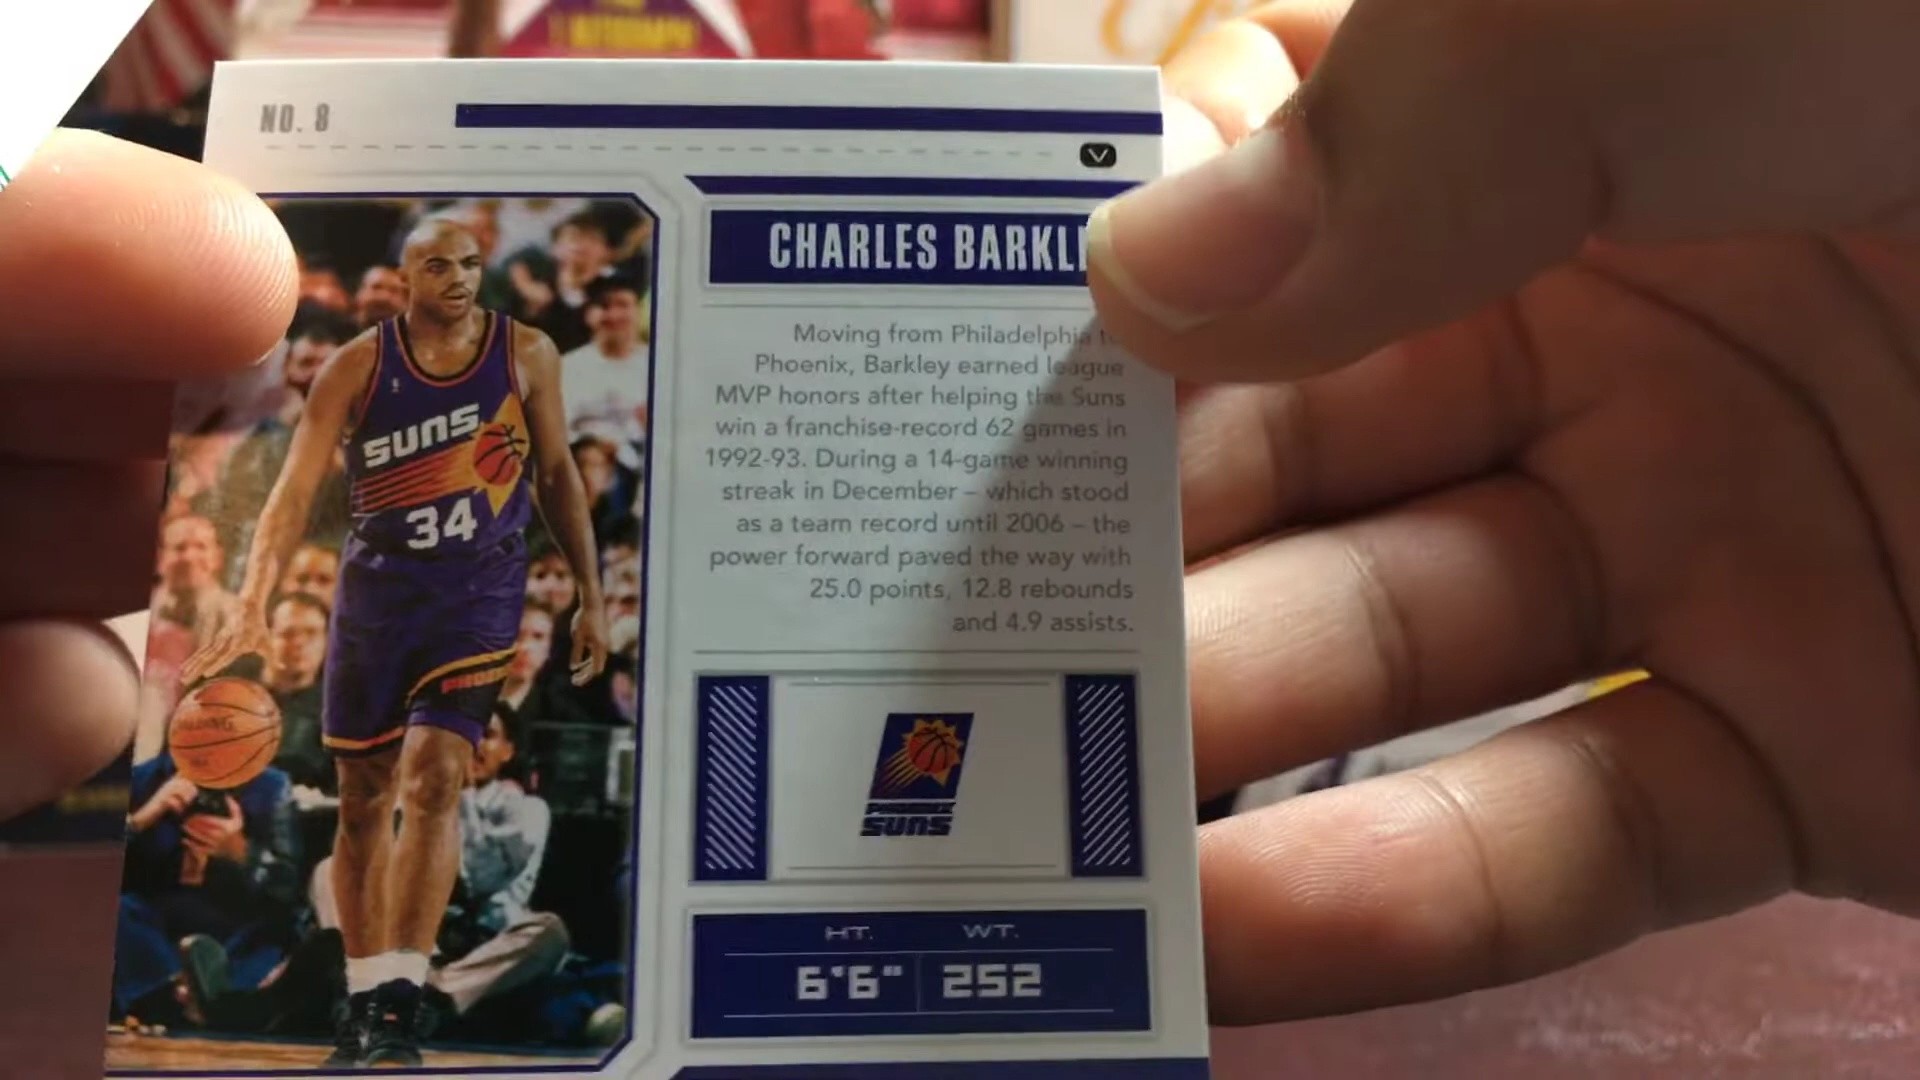 NO. 8
CHARLES BARKL
Moving from Philadelphia to
Phoenix, Barkley earned league
MVP honors after helping the Suns
win a franchise-record 62 games in
1992-93. During a 14-game winning
streak in December – which stood
as a team record until 2006 – the
power forward paved the way with
25.0 points, 12.8 rebounds
and 4.9 assists.
SUNS
34
PHOENIX
SUNS
HT. WT.
6'6" 252